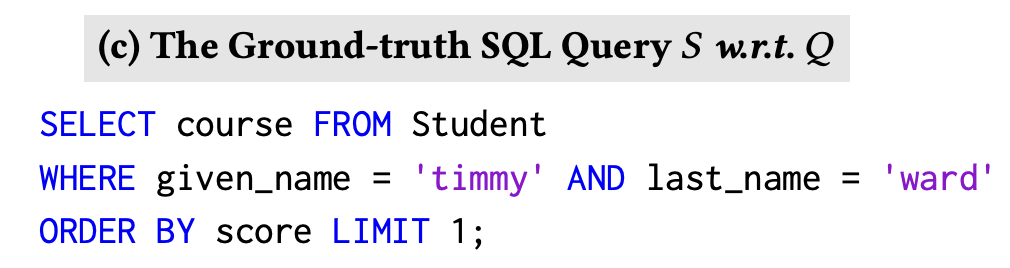 (c) The Ground-truth SQL Query S w.r.t. Q
SELECT course FROM Student
WHERE given_name = 'timmy' AND last_name = 'ward'
ORDER BY score LIMIT 1;